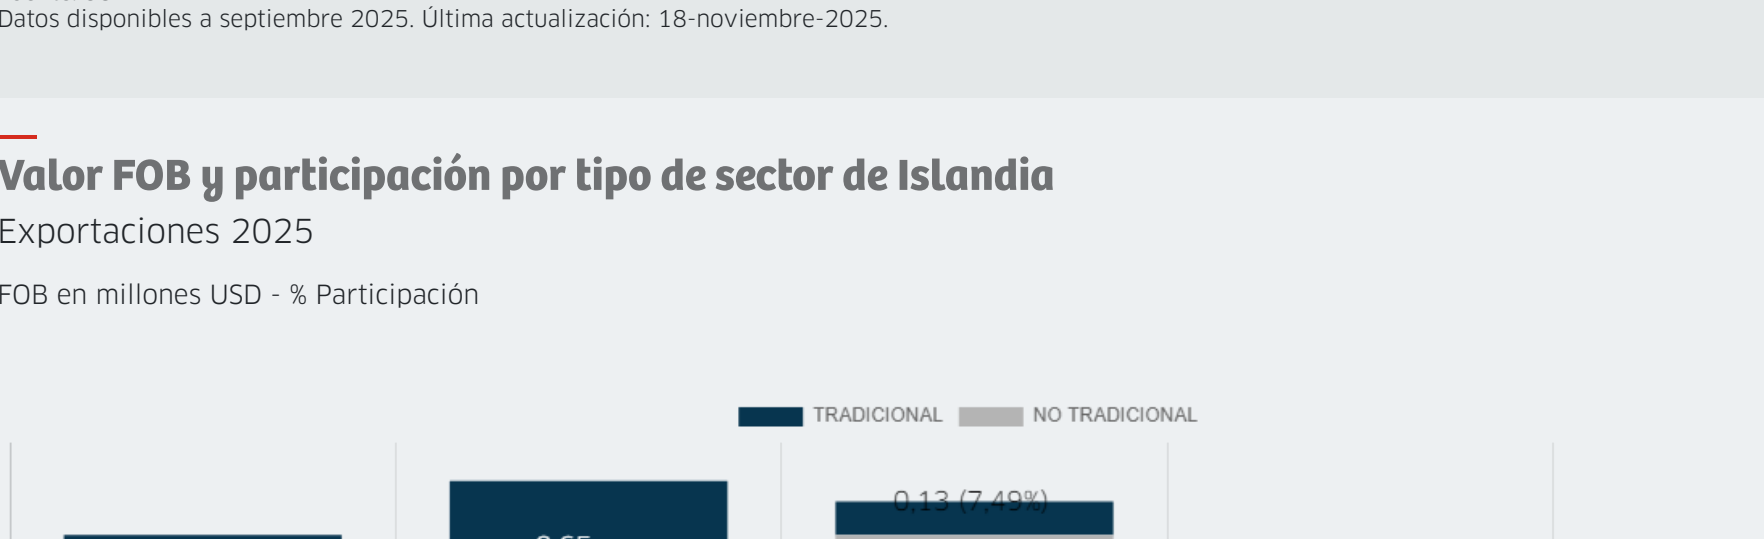 Datos disponibles a septiembre 2025. Última actualización: 18-noviembre-2025.
Valor FOB y participación por tipo de sector de Islandia
Exportaciones 2025
FOB en millones USD - % Participación
TRADICIONAL NO TRADICIONAL
0,13 (7,49%)